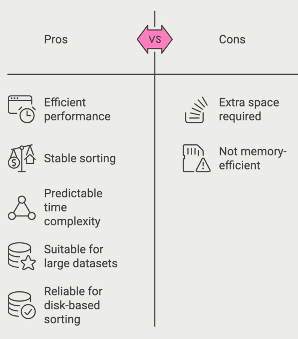 Pros
VS
Cons
Efficient
performance
Stable sorting
Predictable
time
complexity
Suitable for
large datasets
Reliable for
disk-based
sorting
Extra space
required
Not memory-
efficient